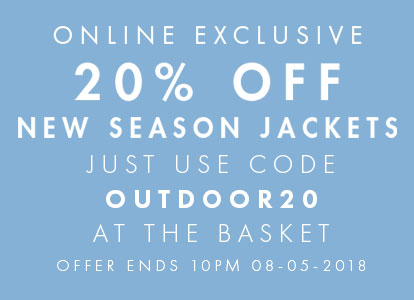 ONLINE EXCLUSIVE
20% OFF
NEW SEASON JACKETS
JUST USE CODE
OUTDOOR20
AT THE BASKET
OFFER ENDS 10PM 08-05-2018